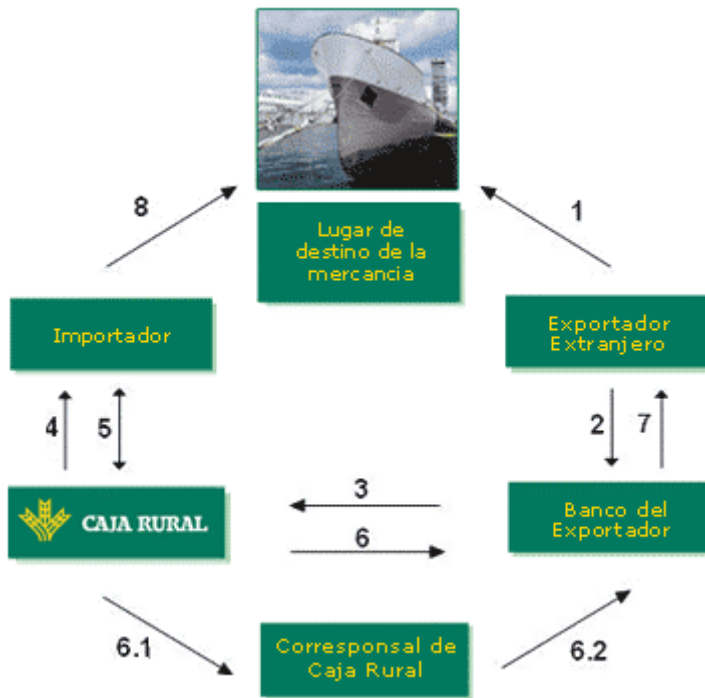 8
1
Lugar de
destino de la
mercancia
Importador
Exportador
Extranjero
4
5
2
7
3
CAJA RURAL
Banco del
Exportador
6
6.1
Corresponsal de
Caja Rural
6.2